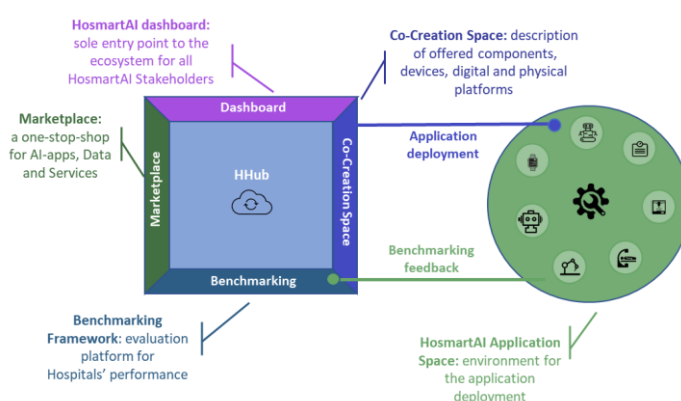 HosmartAI dashboard:
sole entry point to the
ecosystem for all
HosmartAI Stakeholders
Co-Creation Space: description
of offered components,
devices, digital and physical
platforms
Marketplace:
a one-stop-shop
for AI-apps, Data
and Services
Dashboard
Marketplace
HHub
Co-Creation Space
Benchmarking
Application
deployment
Benchmarking
feedback
Benchmarking
Framework: evaluation
platform for
Hospitals' performance
HosmartAI Application
Space: environment for
the application
deployment